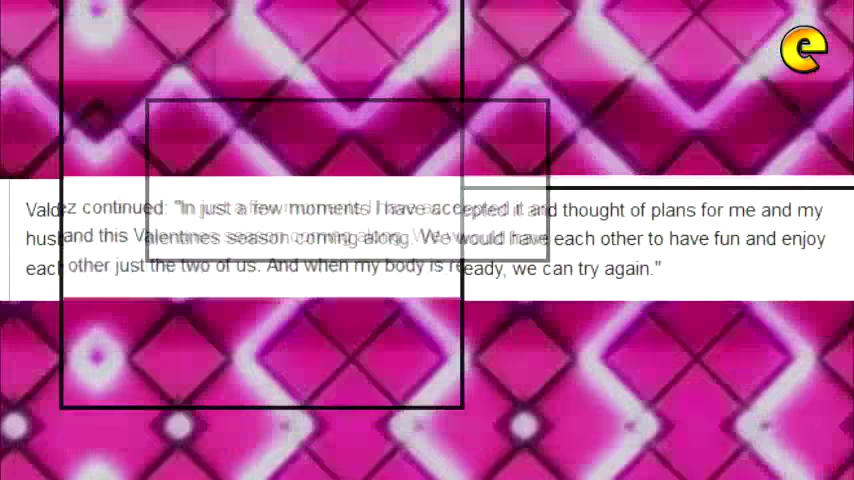 e
Valdez continued: "In just a few moments I have accepted it and thought of plans for me and my
husband this Valentines season coming along. We would have each other to have fun and enjoy
each other just the two of us. And when my body is ready, we can try again."